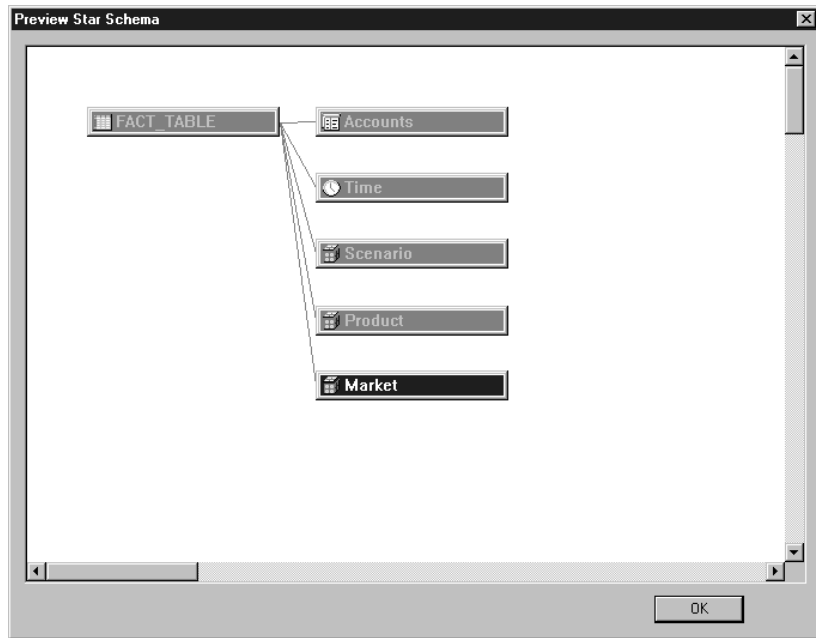 Preview Star Schema
FACT_TABLE
Accounts
Time
Scenario
Product
Market
OK